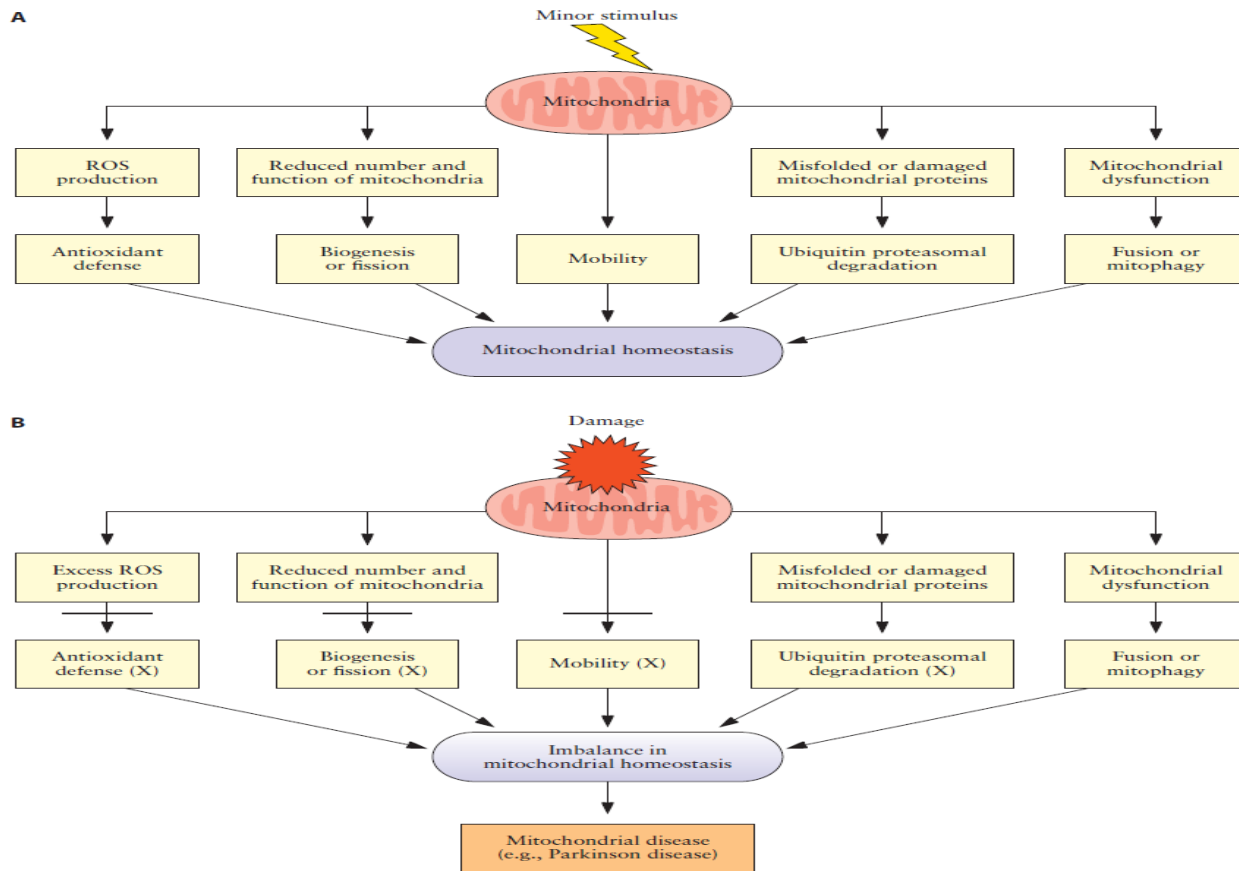 A
Minor stimulus
Mitochondria
ROS
production
Reduced number and
function of mitochondria
Misfolded or damaged
mitochondrial proteins
Mitochondrial
dysfunction
Antioxidant
defense
Biogenesis
or fission
Mobility
Ubiquitin proteasomal
degradation
Fusion or
mitophagy
Mitochondrial homeostasis
B
Damage
Mitochondria
Excess ROS
production
Reduced number and
function of mitochondria
Misfolded or damaged
mitochondrial proteins
Mitochondrial
dysfunction
Antioxidant
defense (X)
Biogenesis
or fission (X)
Mobility (X)
Ubiquitin proteasomal
degradation (X)
Fusion or
mitophagy
Imbalance in
mitochondrial homeostasis
Mitochondrial disease
(e.g., Parkinson disease)